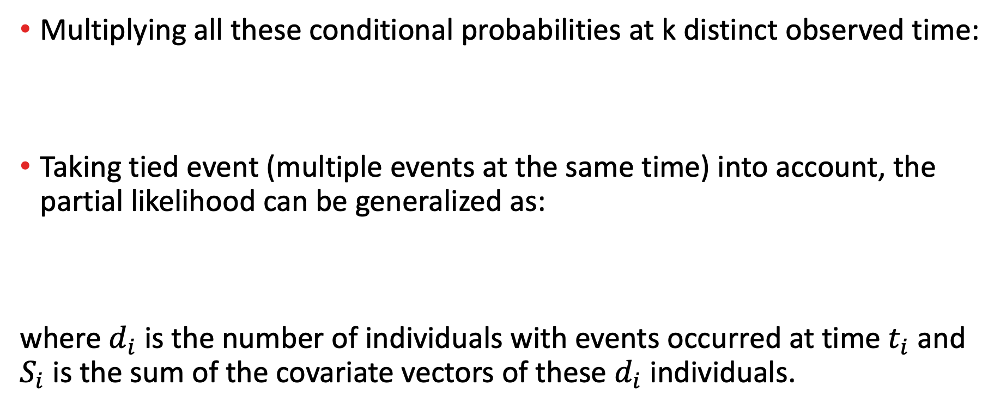 • Multiplying all these conditional probabilities at k distinct observed time:
• Taking tied event (multiple events at the same time) into account, the
partial likelihood can be generalized as:
where $d_i$ is the number of individuals with events occurred at time $t_i$ and
$S_i$ is the sum of the covariate vectors of these $d_i$ individuals.